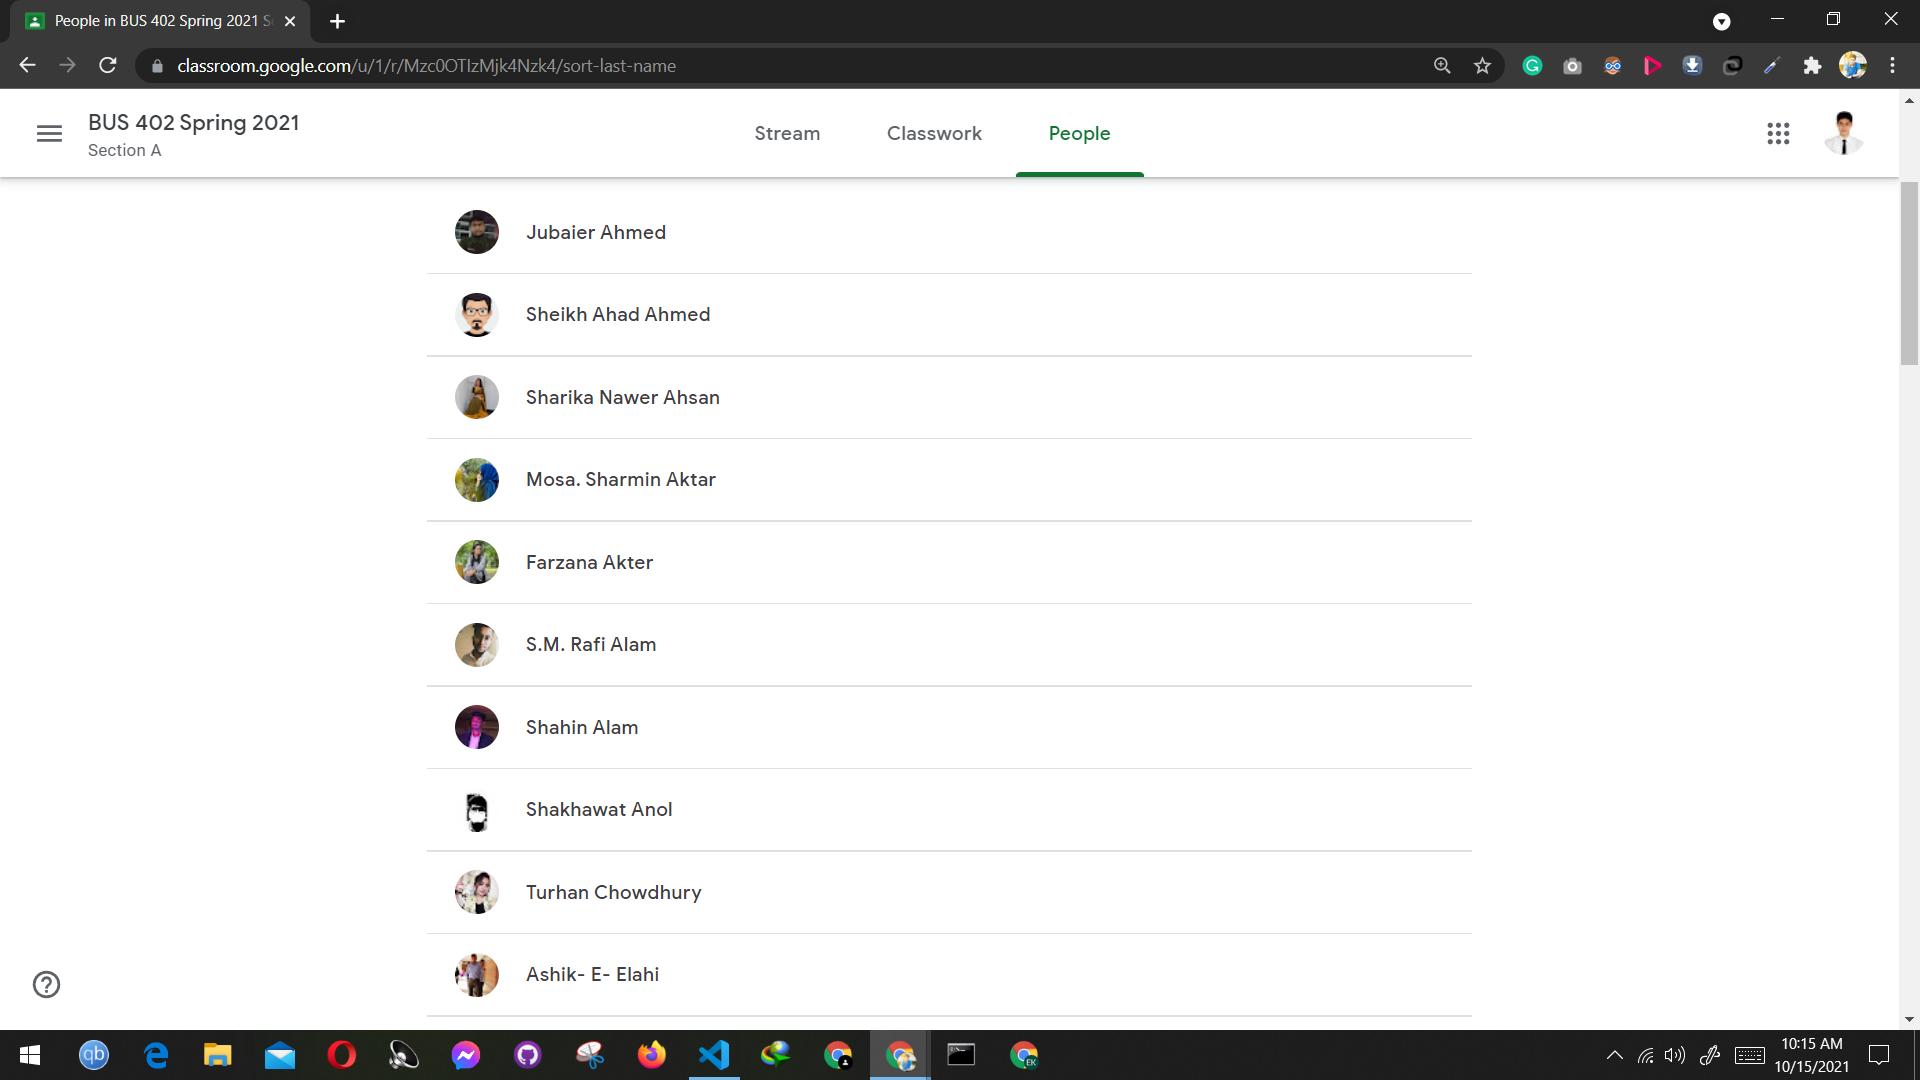 People in BUS 402 Spring 2021 S
classroom.google.com/u/1/r/Mzc0OTIzMjk4Nzk4/sort-last-name
BUS 402 Spring 2021
Section A
Stream
Classwork
People
Jubaier Ahmed
Sheikh Ahad Ahmed
Sharika Nawer Ahsan
Mosa. Sharmin Aktar
Farzana Akter
S.M. Rafi Alam
Shahin Alam
Shakhawat Anol
Turhan Chowdhury
Ashik- E- Elahi
qb
EK
10:15 AM
10/15/2021